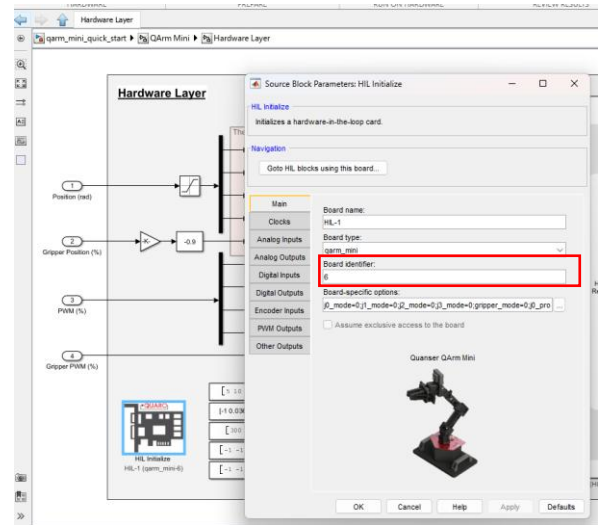 HARDWARE
PREPARE
RUN ON HARDWARE
REVIEW RESULTS
Hardware Layer
qarm_mini_quick_start QArm Mini Hardware Layer
Hardware Layer
The
1
Position (rad)
2
Gripper Position (%)
-K-
-0.9
3
PWM (%)
4
Gripper PWM (%)
QUARC
HIL Initialize
HIL-1 (qarm_mini-6)
Source Block Parameters: HIL Initialize
HIL Initialize
Initializes a hardware-in-the-loop card.
Navigation
Goto HIL blocks using this board...
Main
Clocks
Analog Inputs
Analog Outputs
Digital Inputs
Digital Outputs
Encoder Inputs
PWM Outputs
Other Outputs
Board name:
HIL-1
Board type:
qarm_mini
Board identifier:
6
Board-specific options:
j0_mode=0;j1_mode=0;j2_mode=0;j3_mode=0;gripper_mode=0;j0_pro
...
Assume exclusive access to the board
Quanser QArm Mini
OK Cancel Help Apply Defaults